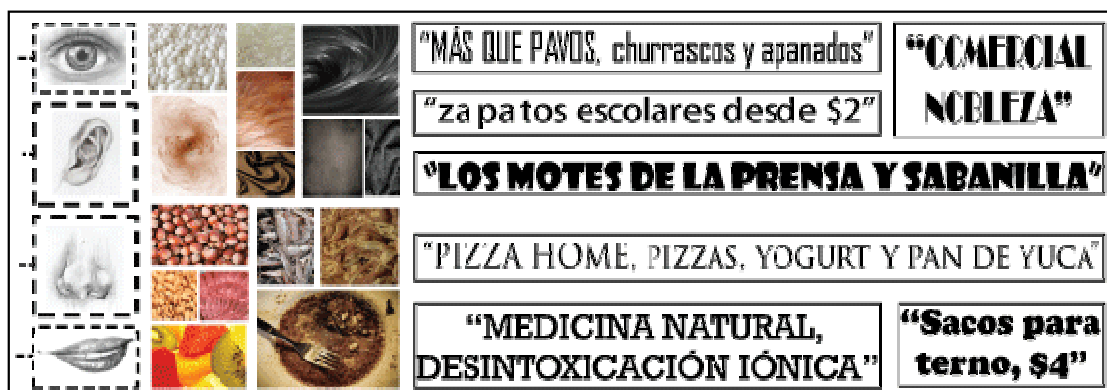 “MÁS QUE PAVOS, churrascos y apanados”
“COMERCIAL
NOBLEZA”
“zapatos escolares desde $2”
“LOS MOTES DE LA PRENSA Y SABANILLA”
“PIZZA HOME, PIZZAS, YOGURT Y PAN DE YUCA”
“MEDICINA NATURAL,
DESINTOXICACIÓN IÓNICA”
“Sacos para
terno, $4”